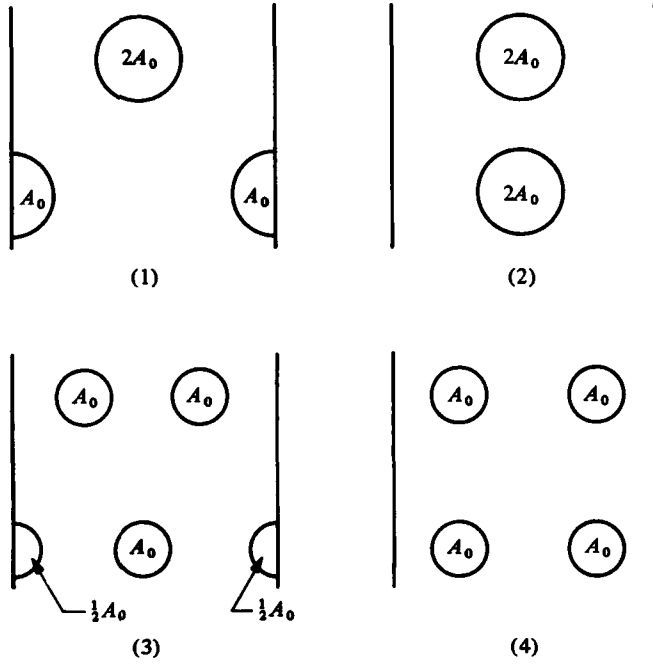 2A₀ 2A₀
A₀ A₀ 2A₀
(1) (2)
A₀ A₀ A₀ A₀
A₀ A₀ A₀
½A₀ ½A₀
(3) (4)